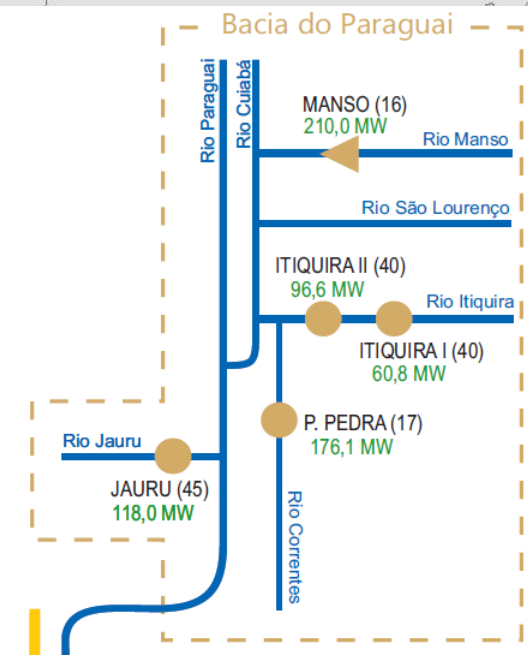 Bacia do Paraguai
Rio Paraguai
Rio Cuiabá
MANSO (16)
210,0 MW
Rio Manso
Rio São Lourenço
ITIQUIRA II (40)
96,6 MW
Rio Itiquira
ITIQUIRA I (40)
60,8 MW
P. PEDRA (17)
176,1 MW
Rio Jauru
JAURU (45)
118,0 MW
Rio Correntes